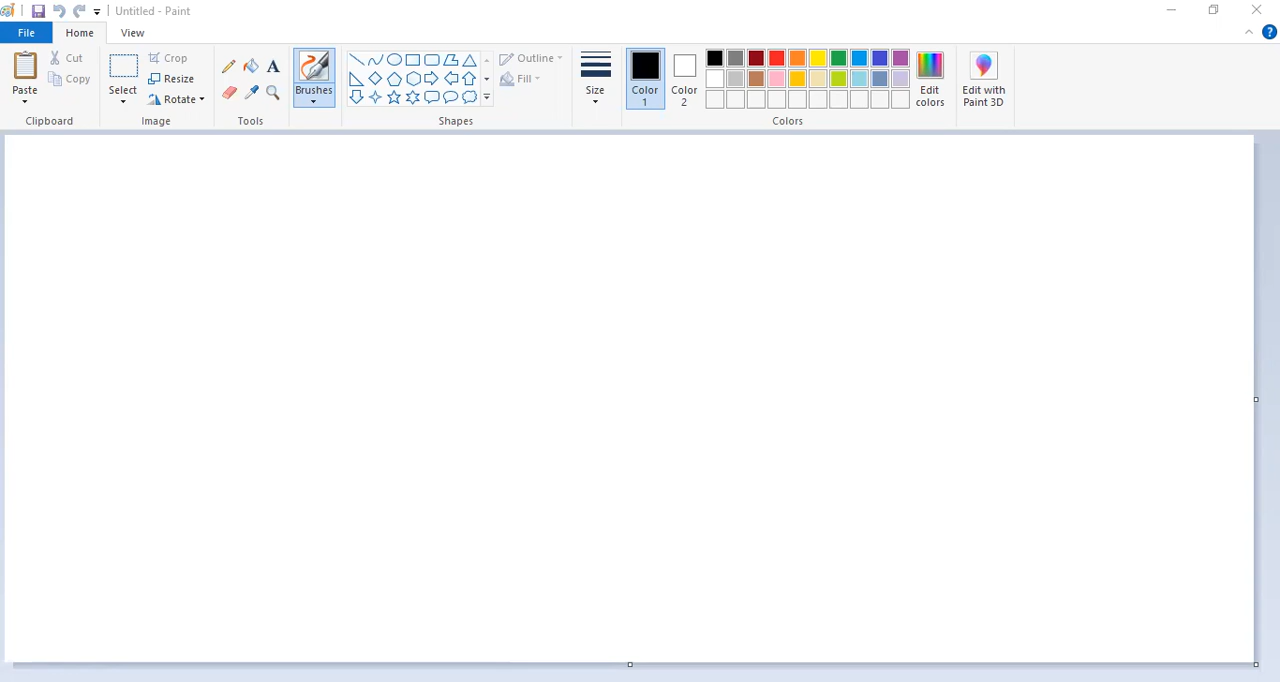 Untitled - Paint
File Home View
Paste
Cut
Copy
Clipboard
Select
Crop
Resize
Rotate
Image
A
Tools
Brushes
Shapes
Outline
Fill
Size
Color 1
Color 2
Edit colors
Colors
Edit with Paint 3D
?